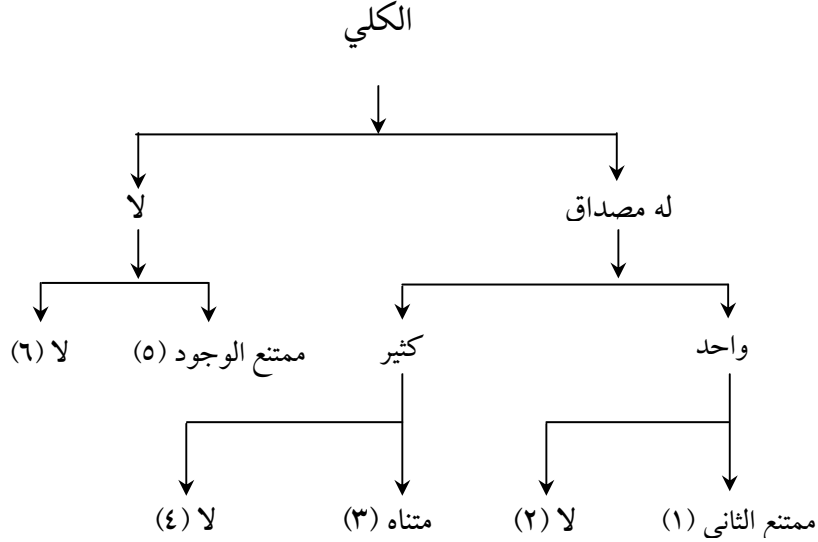 الكلي
له مصداق لا
واحد كثير ممتنع الوجود (٥) لا (٦)
ممتنع الثاني (١) لا (٢) متناه (٣) لا (٤)